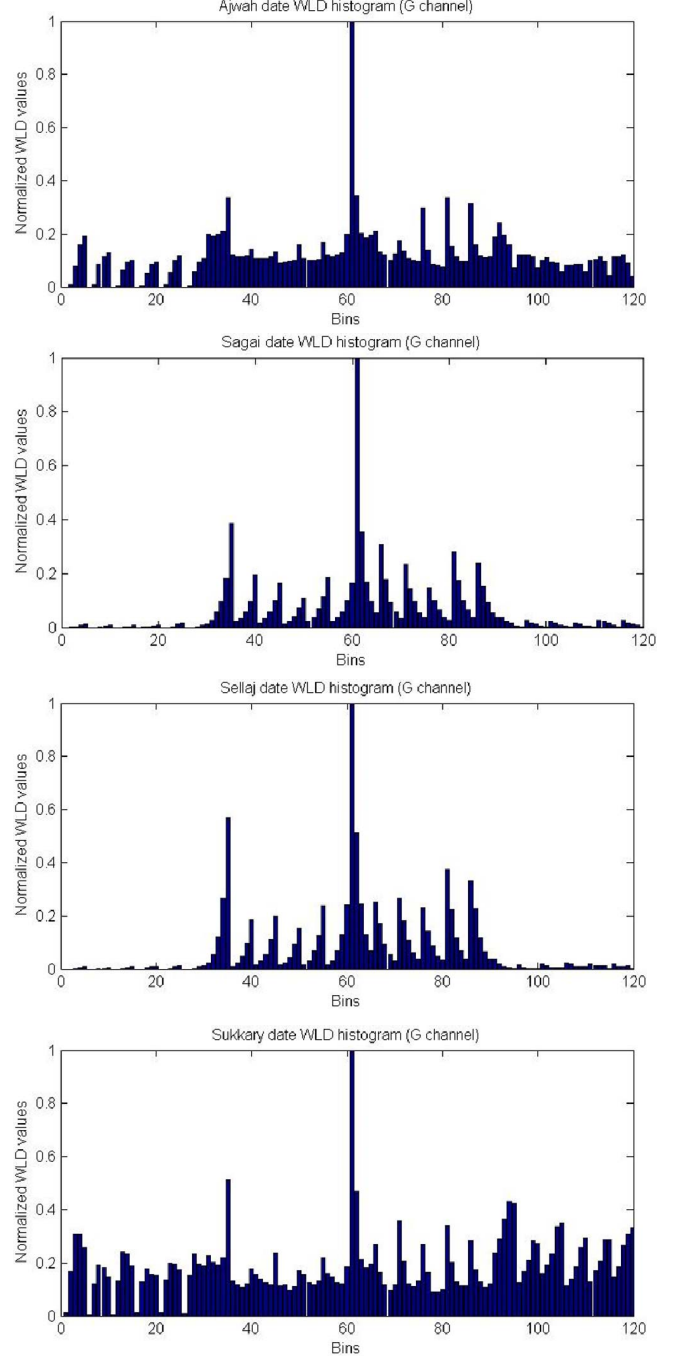 Ajwah date WLD histogram (G channel)
Normalized WLD values
1
0.8
0.6
0.4
0.2
0
0 20 40 60 80 100 120
Bins
Sagai date WLD histogram (G channel)
Normalized WLD values
1
0.8
0.6
0.4
0.2
0
0 20 40 60 80 100 120
Bins
Sellaj date WLD histogram (G channel)
Normalized WLD values
1
0.8
0.6
0.4
0.2
0
0 20 40 60 80 100 120
Bins
Sukkary date WLD histogram (G channel)
Normalized WLD values
1
0.8
0.6
0.4
0.2
0
0 20 40 60 80 100 120
Bins